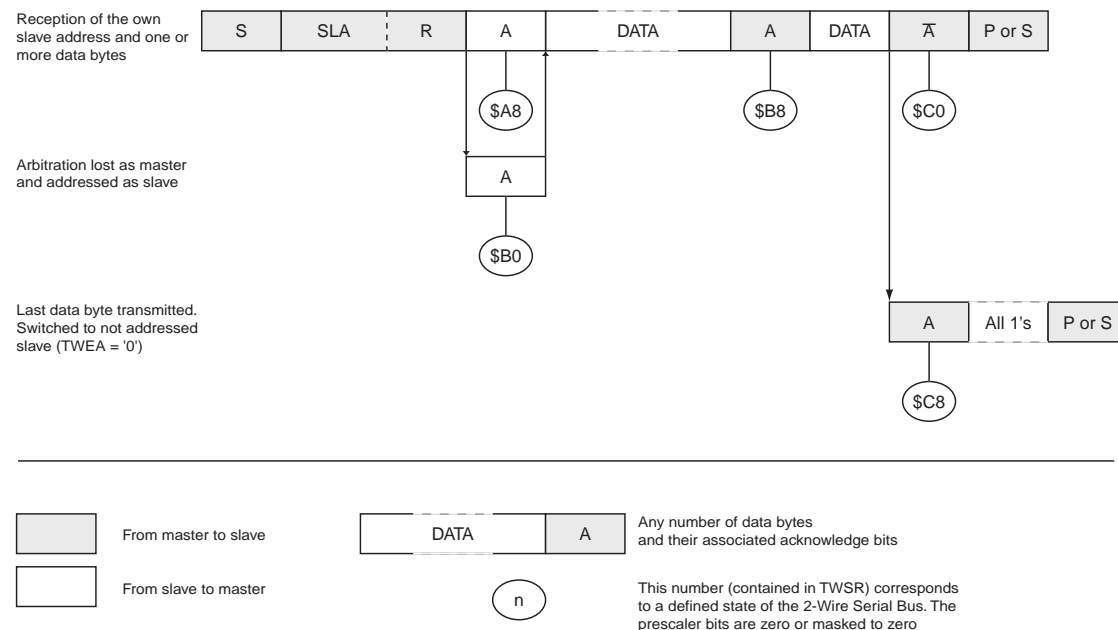 Reception of the own
slave address and one or
more data bytes
S SLA R A DATA A DATA A̅ P or S
$A8 $B8 $C0
Arbitration lost as master
and addressed as slave
A
$B0
Last data byte transmitted.
Switched to not addressed
slave (TWEA = '0')
A All 1's P or S
$C8
From master to slave
DATA A
Any number of data bytes
and their associated acknowledge bits
From slave to master
n
This number (contained in TWSR) corresponds
to a defined state of the 2-Wire Serial Bus. The
prescaler bits are zero or masked to zero